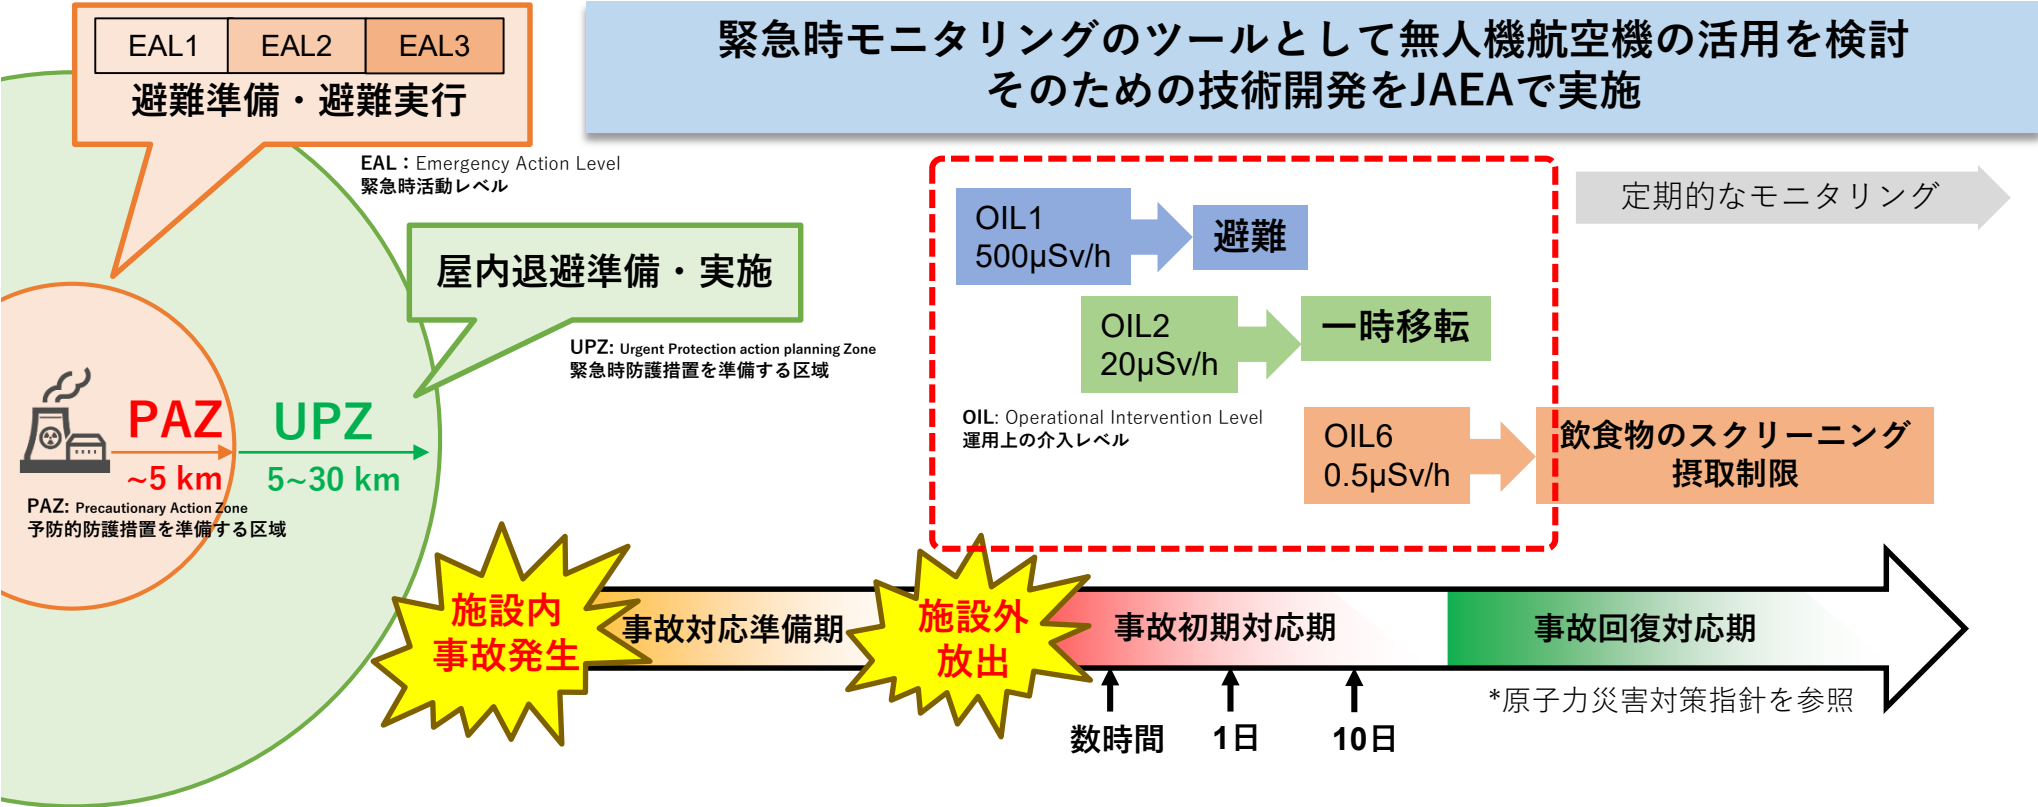 緊急時モニタリングのツールとして無人機航空機の活用を検討
そのための技術開発をJAEAで実施
EAL1
EAL2
EAL3
避難準備・避難実行
EAL：Emergency Action Level
緊急時活動レベル
屋内退避準備・実施
UPZ: Urgent Protection action planning Zone
緊急時防護措置を準備する区域
PAZ
~5 km
UPZ
5~30 km
PAZ: Precautionary Action Zone
予防的防護措置を準備する区域
OIL1
500μSv/h
避難
OIL2
20μSv/h
一時移転
OIL: Operational Intervention Level
運用上の介入レベル
OIL6
0.5μSv/h
飲食物のスクリーニング
摂取制限
定期的なモニタリング
施設内
事故発生
事故対応準備期
施設外
放出
事故初期対応期
事故回復対応期
数時間
1日
10日
*原子力災害対策指針を参照